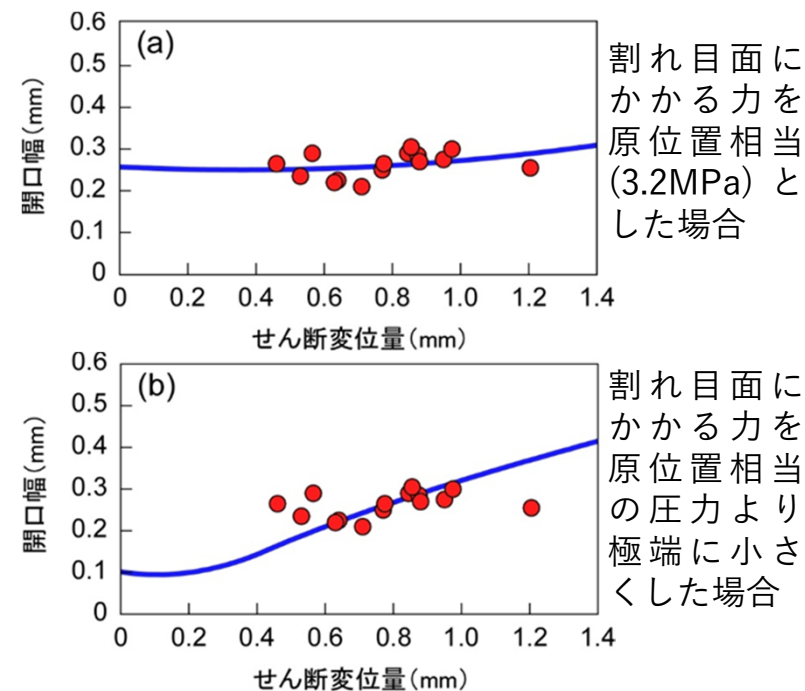 (a)
0.6
0.5
0.4
0.3
0.2
0.1
0
開口幅(mm)
0 0.2 0.4 0.6 0.8 1.0 1.2 1.4
せん断変位量(mm)
割れ目面に
かかる力を
原位置相当
(3.2MPa) と
した場合
(b)
0.6
0.5
0.4
0.3
0.2
0.1
0
開口幅(mm)
0 0.2 0.4 0.6 0.8 1.0 1.2 1.4
せん断変位量(mm)
割れ目面に
かかる力を
原位置相当
の圧力より
極端に小さ
くした場合